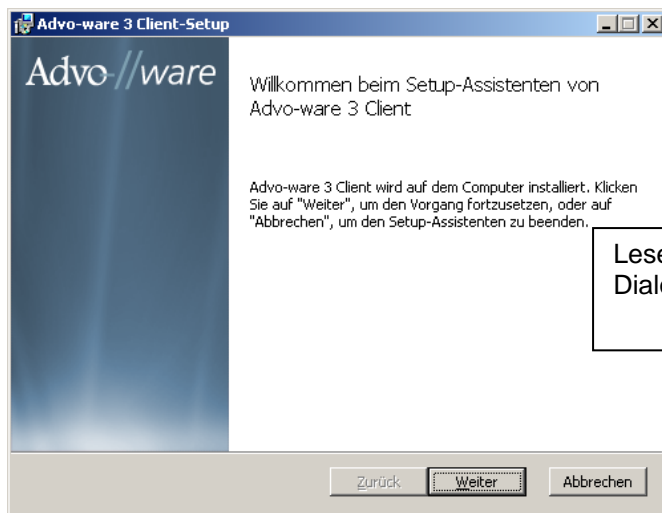 Advo-ware 3 Client-Setup
Advo//ware
Willkommen beim Setup-Assistenten von
Advo-ware 3 Client
Advo-ware 3 Client wird auf dem Computer installiert. Klicken
Sie auf "Weiter", um den Vorgang fortzusetzen, oder auf
"Abbrechen", um den Setup-Assistenten zu beenden.
Zurück
Weiter
Abbrechen